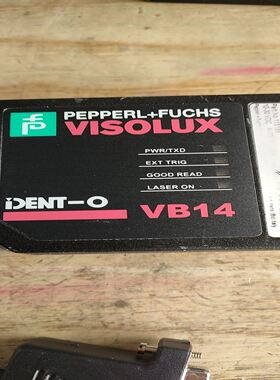 PEPPERL+FUCHS
VISOLUX
PWR/TXD
EXT TRIG
GOOD READ
LASER ON
iDENT-O
VB14